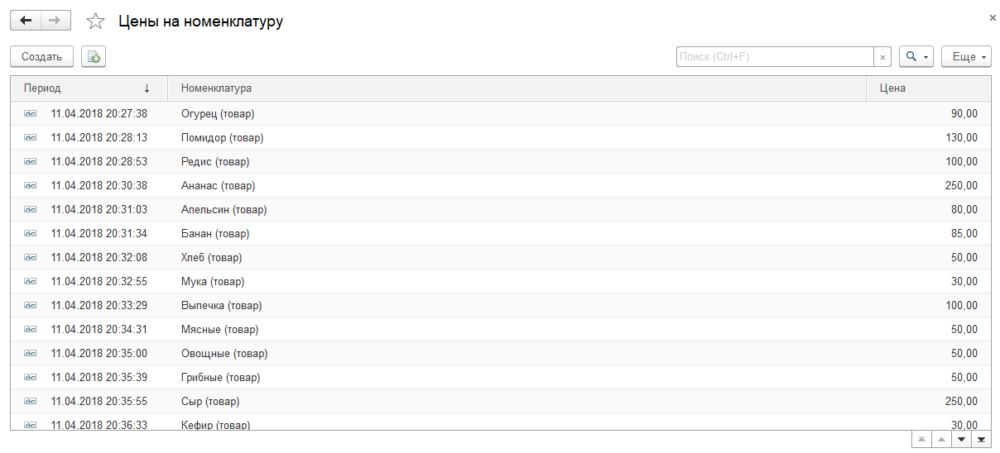 Цены на номенклатуру
Создать Поиск (Ctrl+F) Еще
Период Номенклатура Цена
11.04.2018 20:27:38 Огурец (товар) 90,00
11.04.2018 20:28:13 Помидор (товар) 130,00
11.04.2018 20:28:53 Редис (товар) 100,00
11.04.2018 20:30:38 Ананас (товар) 250,00
11.04.2018 20:31:03 Апельсин (товар) 80,00
11.04.2018 20:31:34 Банан (товар) 85,00
11.04.2018 20:32:08 Хлеб (товар) 50,00
11.04.2018 20:32:55 Мука (товар) 30,00
11.04.2018 20:33:29 Выпечка (товар) 100,00
11.04.2018 20:34:31 Мясные (товар) 50,00
11.04.2018 20:35:00 Овощные (товар) 50,00
11.04.2018 20:35:39 Грибные (товар) 50,00
11.04.2018 20:35:55 Сыр (товар) 250,00
11.04.2018 20:36:33 Кефир (товар) 30,00